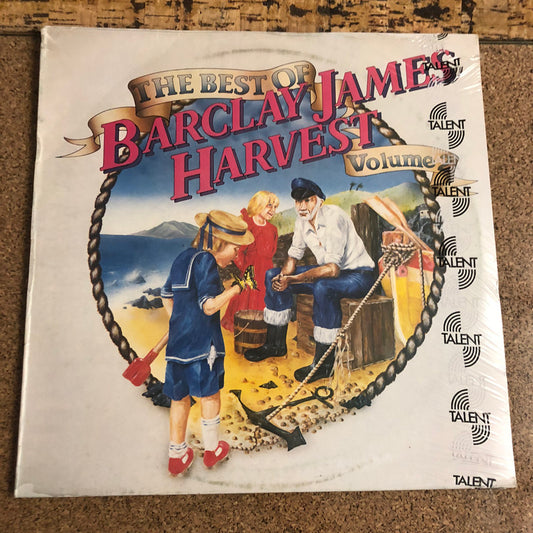 THE BEST OF
BARCLAY JAMES
HARVEST
Volume
TALENT
TALENT
TALENT
TALENT
TALENT
TALENT
TALENT
TALENT